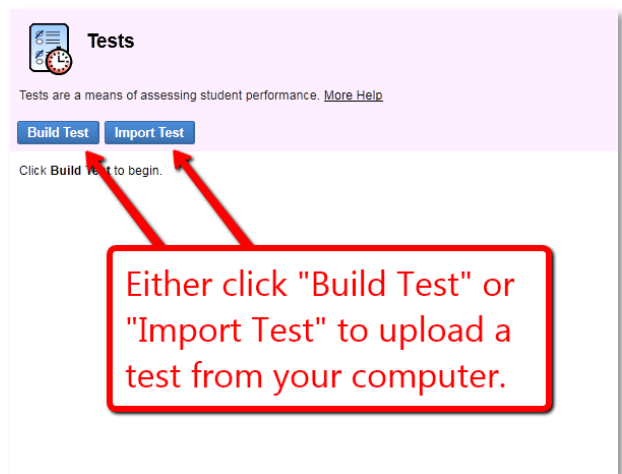 Tests
Tests are a means of assessing student performance. More Help
Build Test Import Test
Click Build to begin.
Either click "Build Test" or
"Import Test" to upload a
test from your computer.